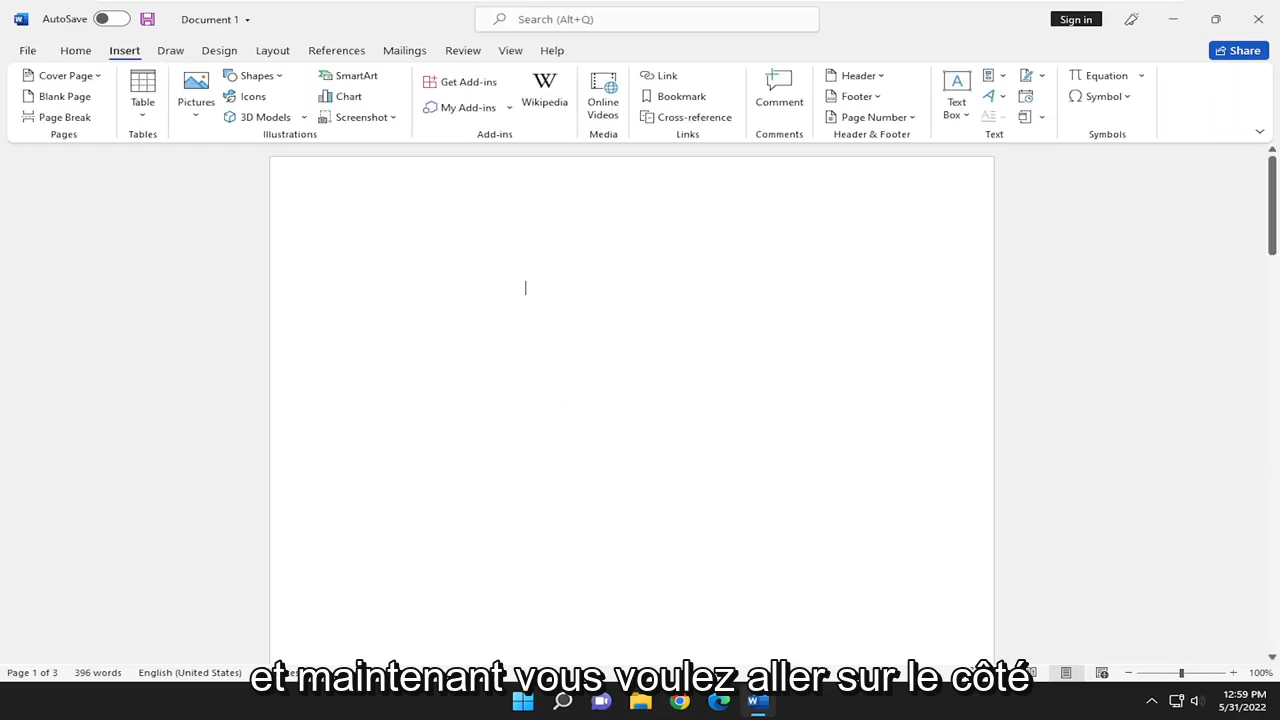 AutoSave Document 1 Search (Alt+Q) Sign in
File Home Insert Draw Design Layout References Mailings Review View Help Share
Cover Page
Blank Page
Page Break
Pages
Table
Tables
Pictures
Shapes
Icons
3D Models
SmartArt
Chart
Screenshot
Illustrations
Get Add-ins
My Add-ins
W
Wikipedia
Add-ins
Online
Videos
Media
Link
Bookmark
Cross-reference
Links
Comment
Comments
Header
Footer
Page Number
Header & Footer
A
Text
Box
Text
Equation
Symbol
Symbols
Page 1 of 3 396 words English (United States) 100%
et maintenant vous voulez aller sur le côté
12:59 PM
5/31/2022